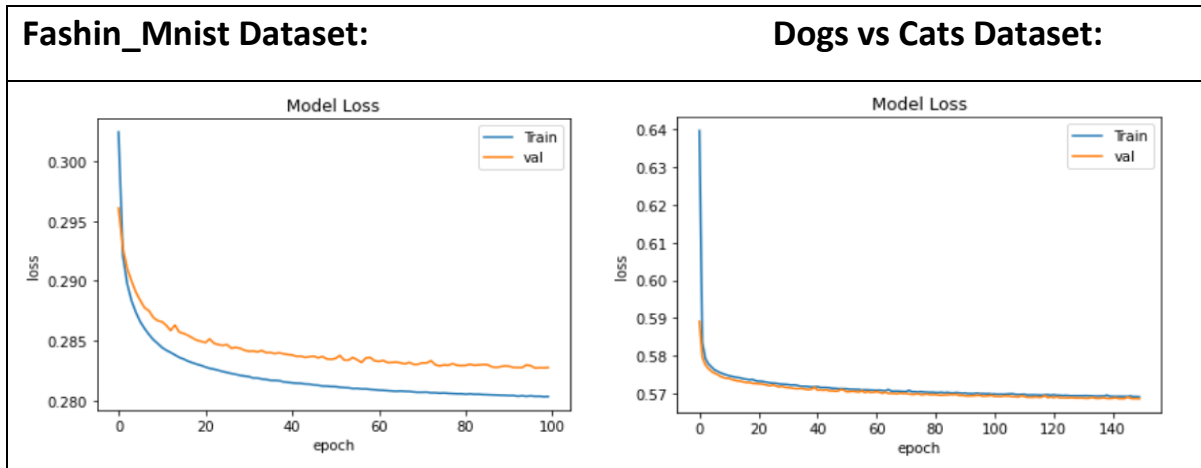 Fashin_Mnist Dataset:
Dogs vs Cats Dataset:
Model Loss
Train
val
0.300
0.295
0.290
0.285
0.280
loss
0
20
40
60
80
100
epoch
Model Loss
Train
val
0.64
0.63
0.62
0.61
0.60
0.59
0.58
0.57
loss
0
20
40
60
80
100
120
140
epoch